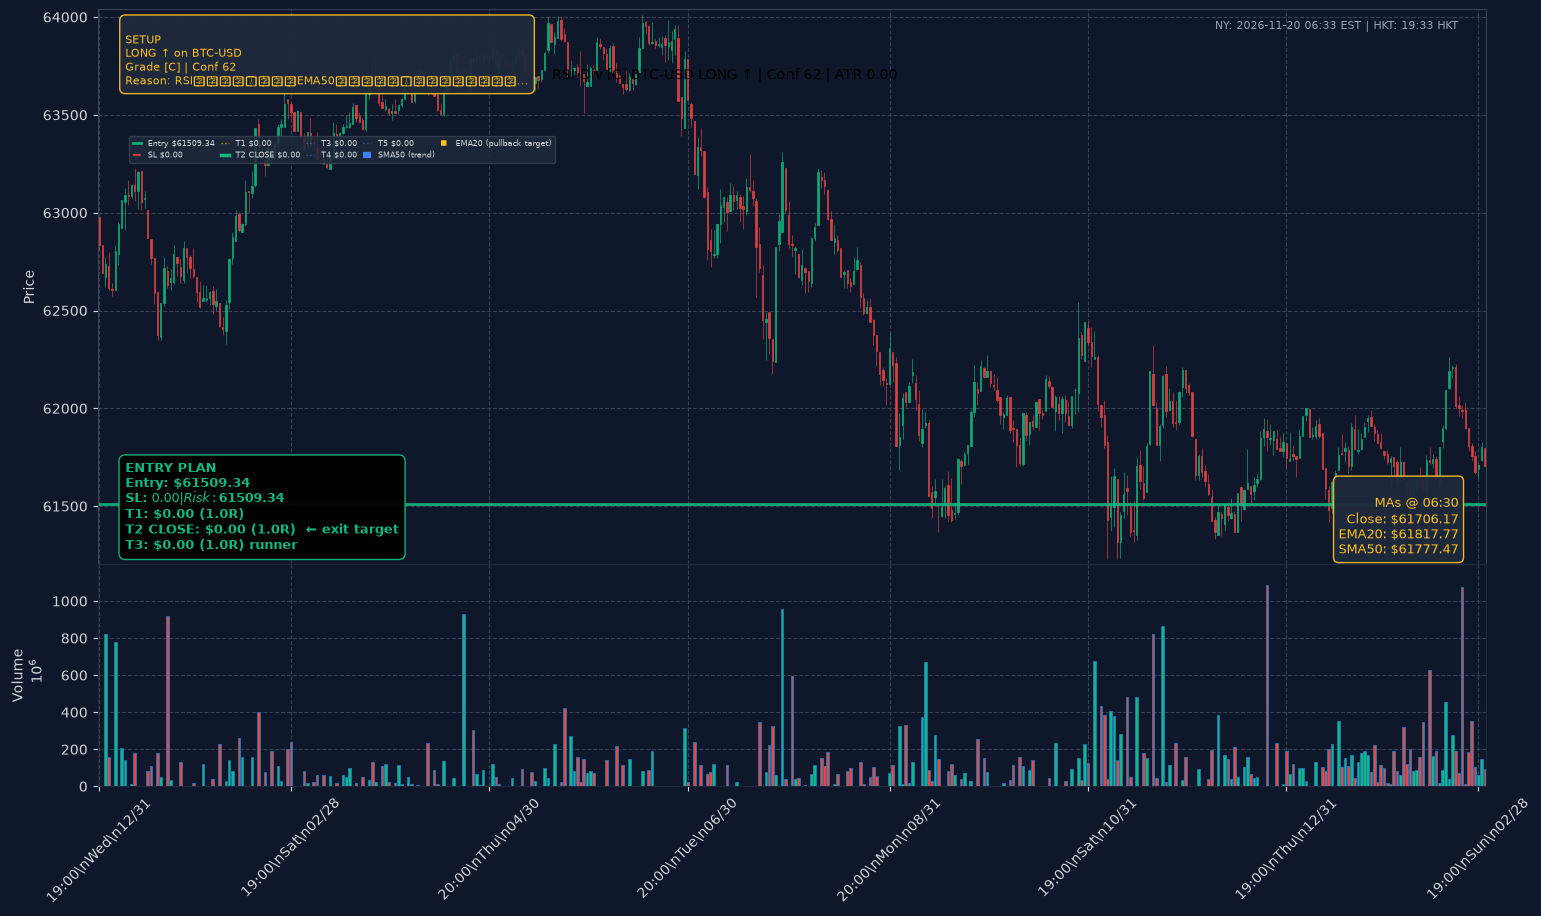 NY: 2026-11-20 06:33 EST | HKT: 19:33 HKT
SETUP
LONG ↑ on BTC-USD
Grade [C] | Conf 62
Reason: RSI EMA50 ...
BTC-USD LONG ↑ | Conf 62 | ATR 0.00
Entry $61509.34
SL $0.00
T1 $0.00
T2 CLOSE $0.00
T3 $0.00
T4 $0.00
T5 $0.00
SMA50 (trend)
EMA20 (pullback target)
Price
64000
63500
63000
62500
62000
61500
ENTRY PLAN
Entry: $61509.34
SL: 0.00|Risk:61509.34
T1: $0.00 (1.0R)
T2 CLOSE: $0.00 (1.0R) ← exit target
T3: $0.00 (1.0R) runner
MAs @ 06:30
Close: $61706.17
EMA20: $61817.77
SMA50: $61777.47
Volume
10⁶
1000
800
600
400
200
0
19:00\nWed\n12/31
19:00\nSat\n02/28
20:00\nThu\n04/30
20:00\nTue\n06/30
20:00\nMon\n08/31
19:00\nSat\n10/31
19:00\nThu\n12/31
19:00\nSun\n02/28